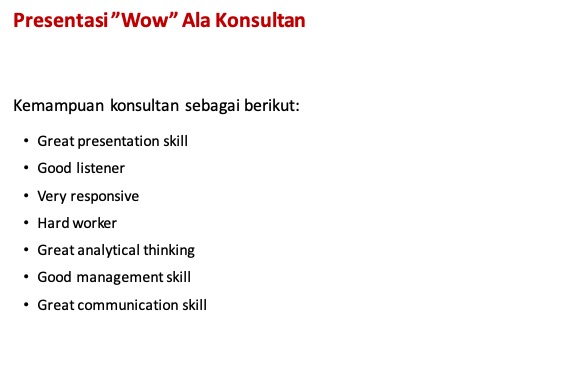 Presentasi ”Wow” Ala Konsultan
Kemampuan konsultan sebagai berikut:
• Great presentation skill
• Good listener
• Very responsive
• Hard worker
• Great analytical thinking
• Good management skill
• Great communication skill